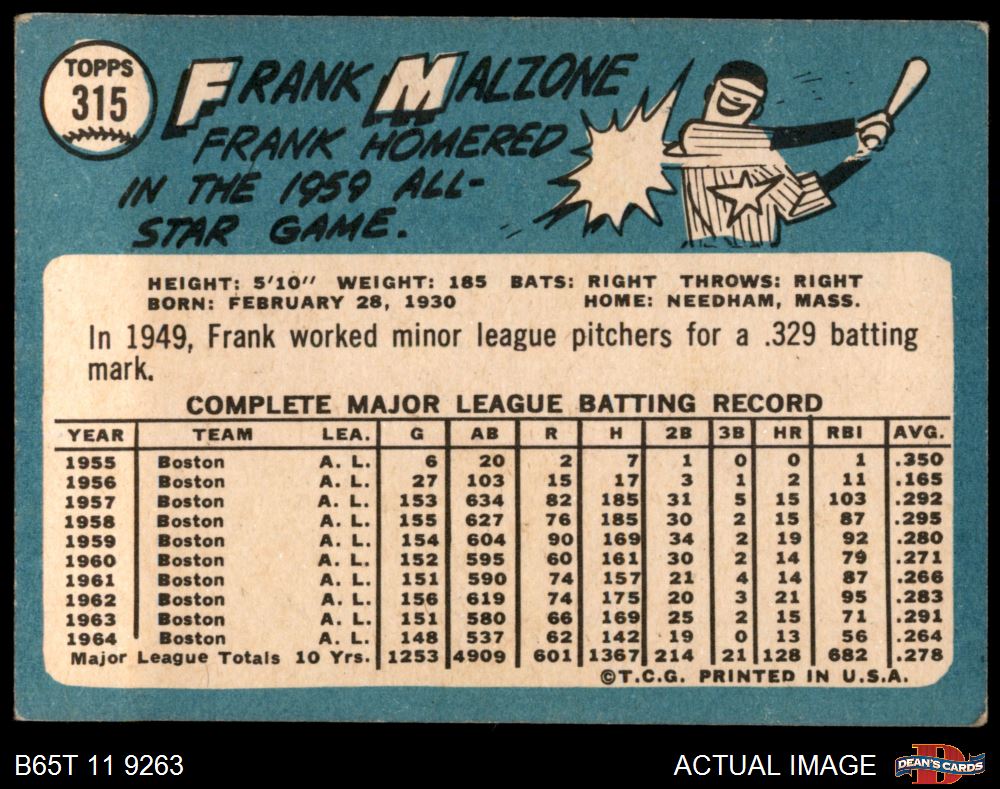 TOPPS
315
FRANK MALZONE
FRANK HOMERED
IN THE 1959 ALL-
STAR GAME.
HEIGHT: 5'10" WEIGHT: 185 BATS: RIGHT THROWS: RIGHT
BORN: FEBRUARY 28, 1930 HOME: NEEDHAM, MASS.
In 1949, Frank worked minor league pitchers for a .329 batting
mark.
COMPLETE MAJOR LEAGUE BATTING RECORD
YEAR TEAM LEA. G AB R H 2B 3B HR RBI AVG.
1955 Boston A. L. 6 20 2 7 1 0 0 1 .350
1956 Boston A. L. 27 103 15 17 3 1 2 11 .165
1957 Boston A. L. 153 634 82 185 31 5 15 103 .292
1958 Boston A. L. 155 627 76 185 30 2 15 87 .295
1959 Boston A. L. 154 604 90 169 34 2 19 92 .280
1960 Boston A. L. 152 595 60 161 30 2 14 79 .271
1961 Boston A. L. 151 590 74 157 21 4 14 87 .266
1962 Boston A. L. 156 619 74 175 20 3 21 95 .283
1963 Boston A. L. 151 580 66 169 25 2 15 71 .291
1964 Boston A. L. 148 537 62 142 19 0 13 56 .264
Major League Totals 10 Yrs. 1253 4909 601 1367 214 21 128 682 .278
©T.C.G. PRINTED IN U.S.A.
B65T 11 9263 ACTUAL IMAGE DEAN'S CARDS